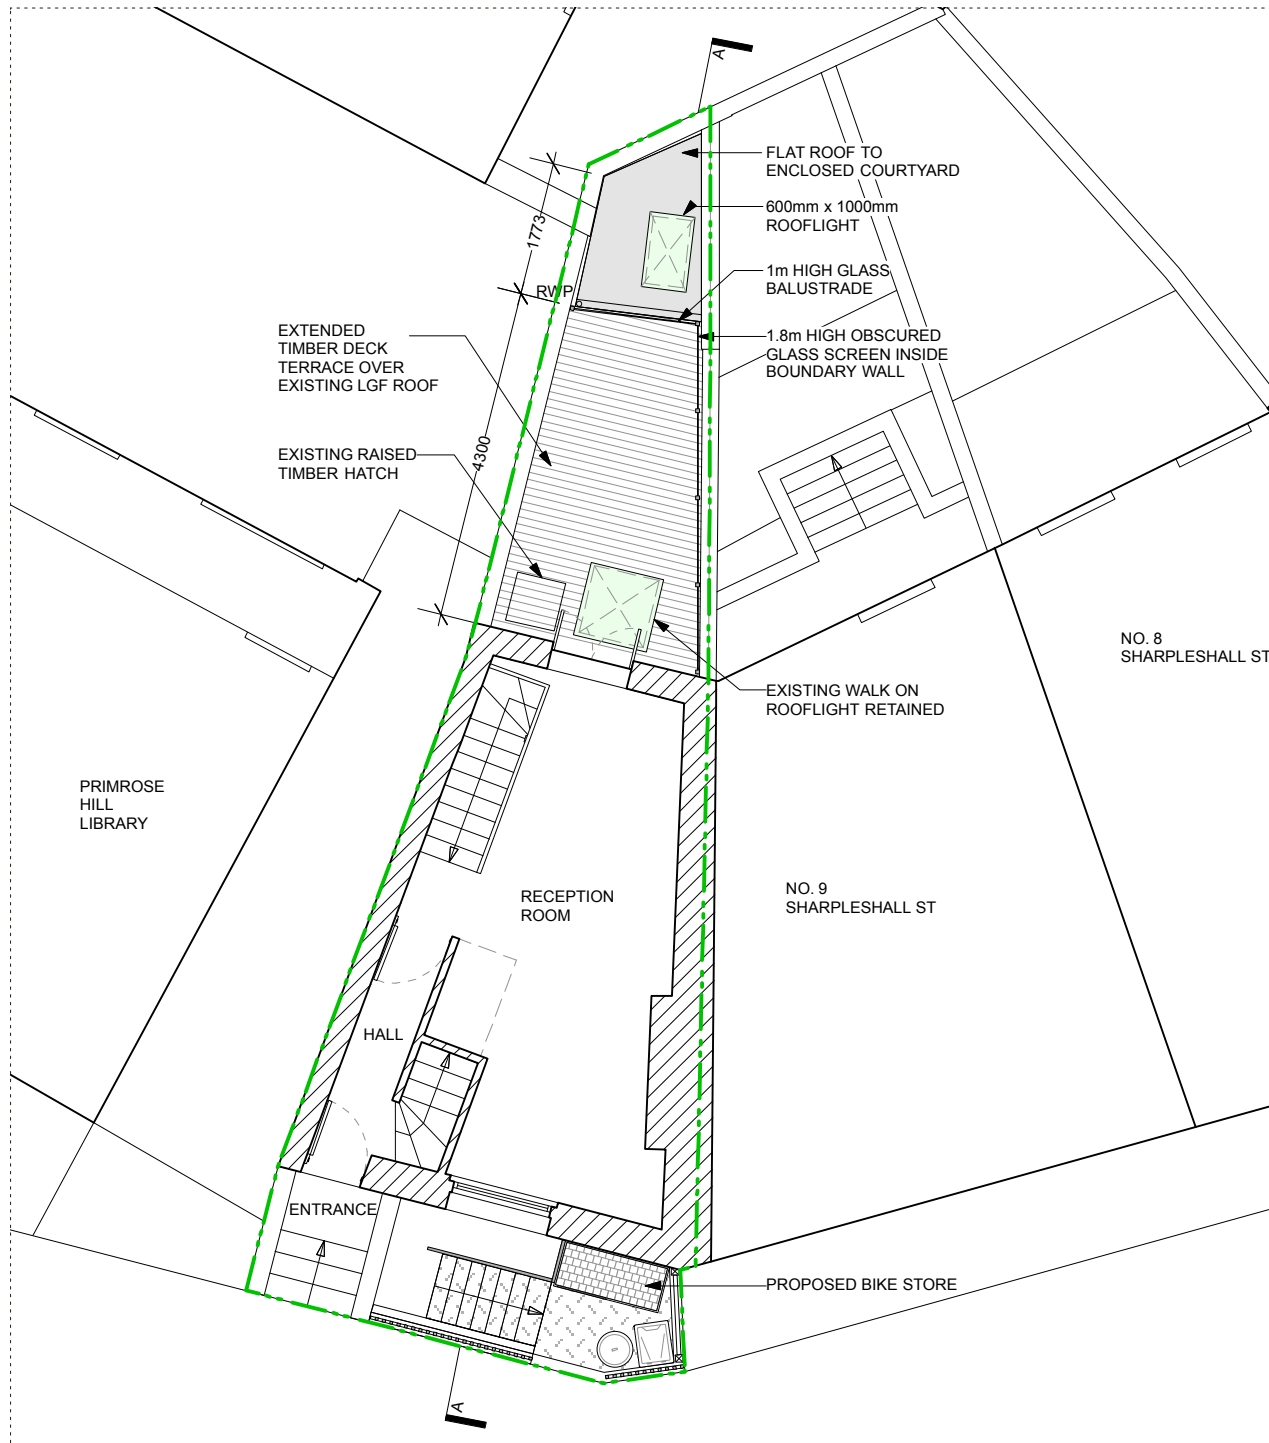 A
FLAT ROOF TO
ENCLOSED COURTYARD
600mm x 1000mm
ROOFLIGHT
1773
1m HIGH GLASS
BALUSTRADE
RWP
EXTENDED
TIMBER DECK
TERRACE OVER
EXISTING LGF ROOF
1.8m HIGH OBSCURED
GLASS SCREEN INSIDE
BOUNDARY WALL
4300
EXISTING RAISED
TIMBER HATCH
NO. 8
SHARPLESHALL ST
EXISTING WALK ON
ROOFLIGHT RETAINED
PRIMROSE
HILL
LIBRARY
RECEPTION
ROOM
NO. 9
SHARPLESHALL ST
HALL
ENTRANCE
PROPOSED BIKE STORE
A